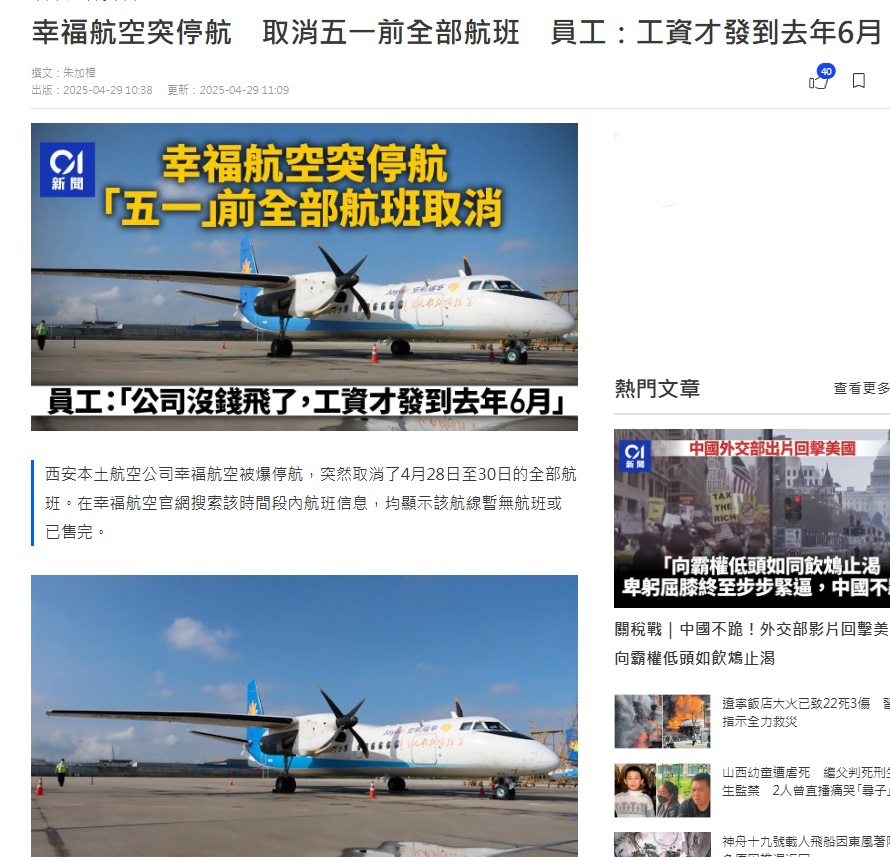 幸福航空突停航　取消五一前全部航班　員工：工資才發到去年6月
撰文：朱加樟
出版：2025-04-29 10:38　更新：2025-04-29 11:09
40
01
新聞
幸福航空突停航
「五一」前全部航班取消
員工：「公司沒錢飛了，工資才發到去年6月」
西安本土航空公司幸福航空被爆停航，突然取消了4月28日至30日的全部航
班。在幸福航空官網搜索該時間段內航班信息，均顯示該航線暫無航班或
已售完。
熱門文章
查看更多
01
新聞
中國外交部出片回擊美國
TAX
THE
RICH
「向霸權低頭如同飲鴆止渴
卑躬屈膝終至步步緊逼，中國不
關稅戰｜中國不跪！外交部影片回擊美
向霸權低頭如飲鴆止渴
遼寧飯店大火已致22死3傷
指示全力救災
山西幼童遭虐死　繼父判死刑
生監禁　2人曾直播痛哭「尋子
神舟十九號載人飛船因東風著